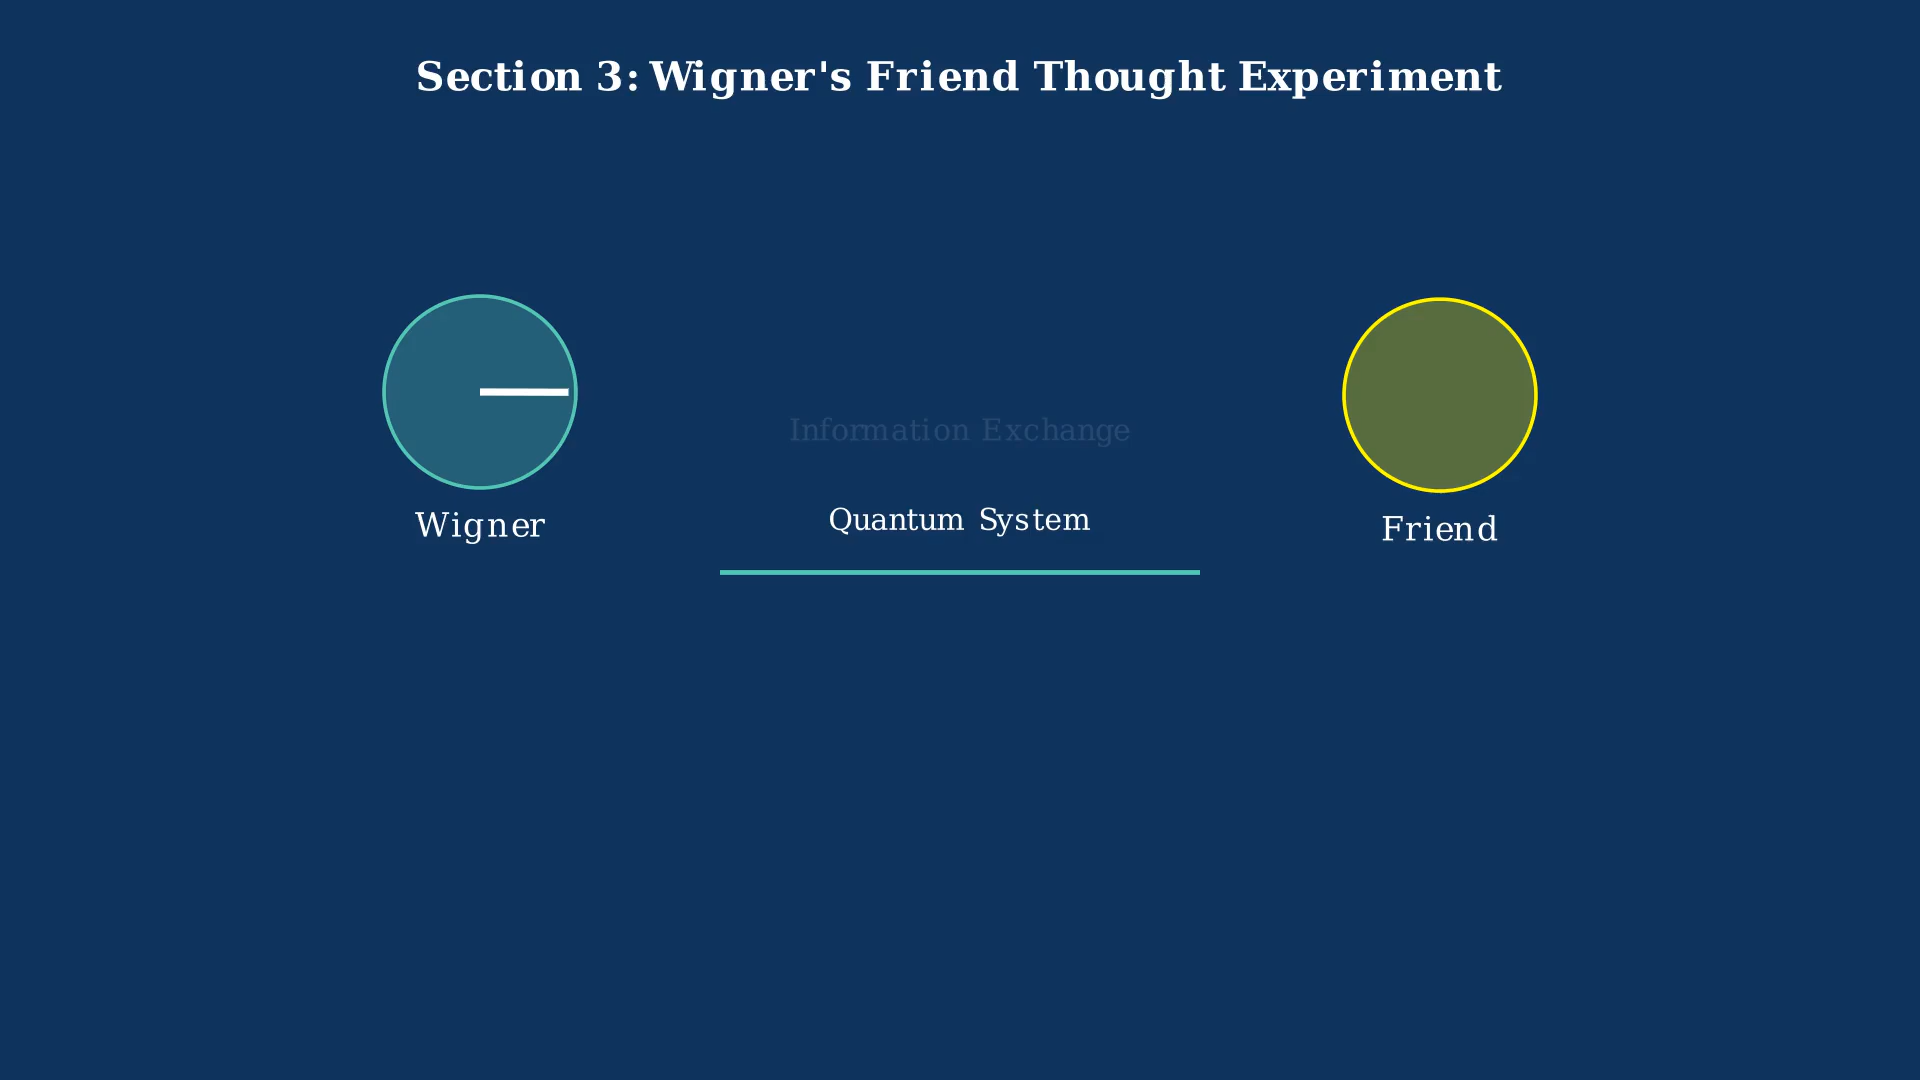 Section 3: Wigner's Friend Thought Experiment
Information Exchange
Quantum System
Wigner
Friend